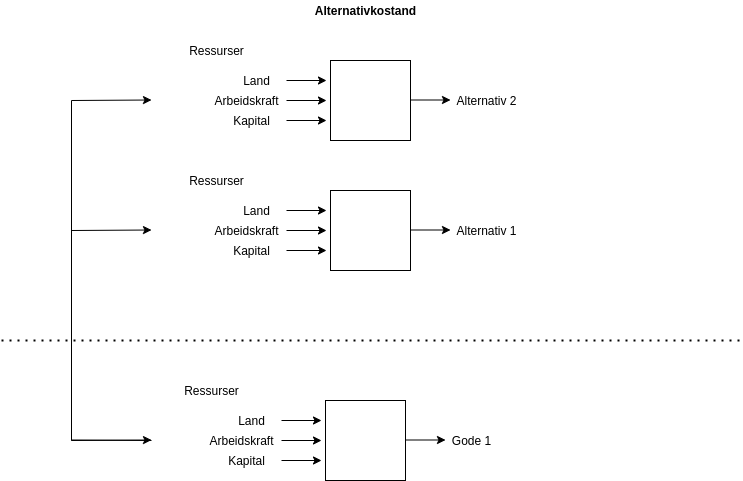 Alternativkostand
Ressurser
Land
Arbeidskraft
Kapital
Alternativ 2
Ressurser
Land
Arbeidskraft
Kapital
Alternativ 1
Ressurser
Land
Arbeidskraft
Kapital
Gode 1